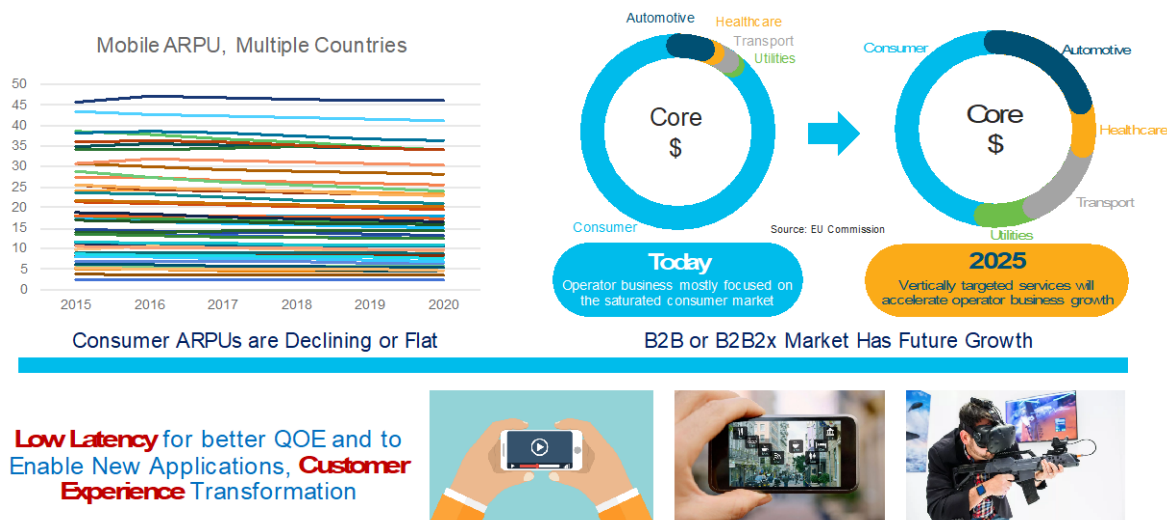 Mobile ARPU, Multiple Countries
50
45
40
35
30
25
20
15
10
5
0
2015 2016 2017 2018 2019 2020
Consumer ARPUs are Declining or Flat
Automotive
Healthcare
Transport
Utilities
Core
$
Consumer
Consumer
Automotive
Core
$
Healthcare
Transport
Utilities
Source: EU Commission
Today
Operator business mostly focused on
the saturated consumer market
2025
Vertically targeted services will
accelerate operator business growth
B2B or B2B2x Market Has Future Growth
Low Latency for better QOE and to
Enable New Applications, Customer
Experience Transformation